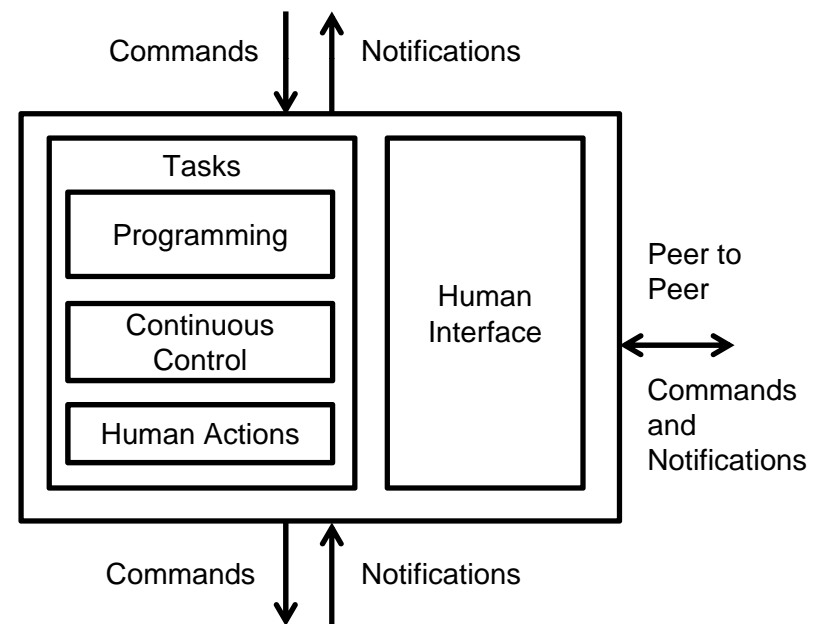 Commands
Notifications
Tasks
Programming
Continuous
Control
Human Actions
Human
Interface
Peer to
Peer
Commands
and
Notifications
Commands
Notifications